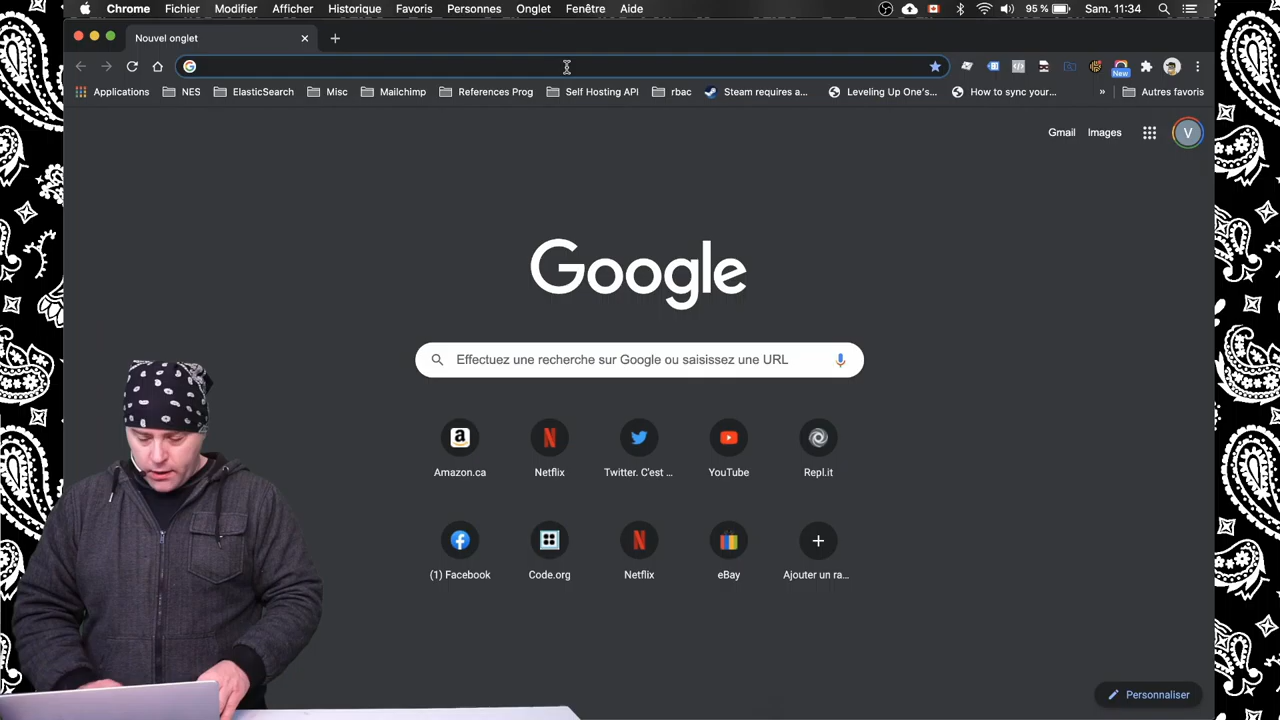 Chrome Fichier Modifier Afficher Historique Favoris Personnes Onglet Fenêtre Aide 95 % Sam. 11:34
Nouvel onglet
New
Applications NES ElasticSearch Misc Mailchimp References Prog Self Hosting API rbac Steam requires a... Leveling Up One's... How to sync your... » Autres favoris
Gmail Images V
Google
Effectuez une recherche sur Google ou saisissez une URL
Amazon.ca Netflix Twitter. C'est ... YouTube Repl.it
(1) Facebook Code.org Netflix eBay Ajouter un ra...
Personnaliser